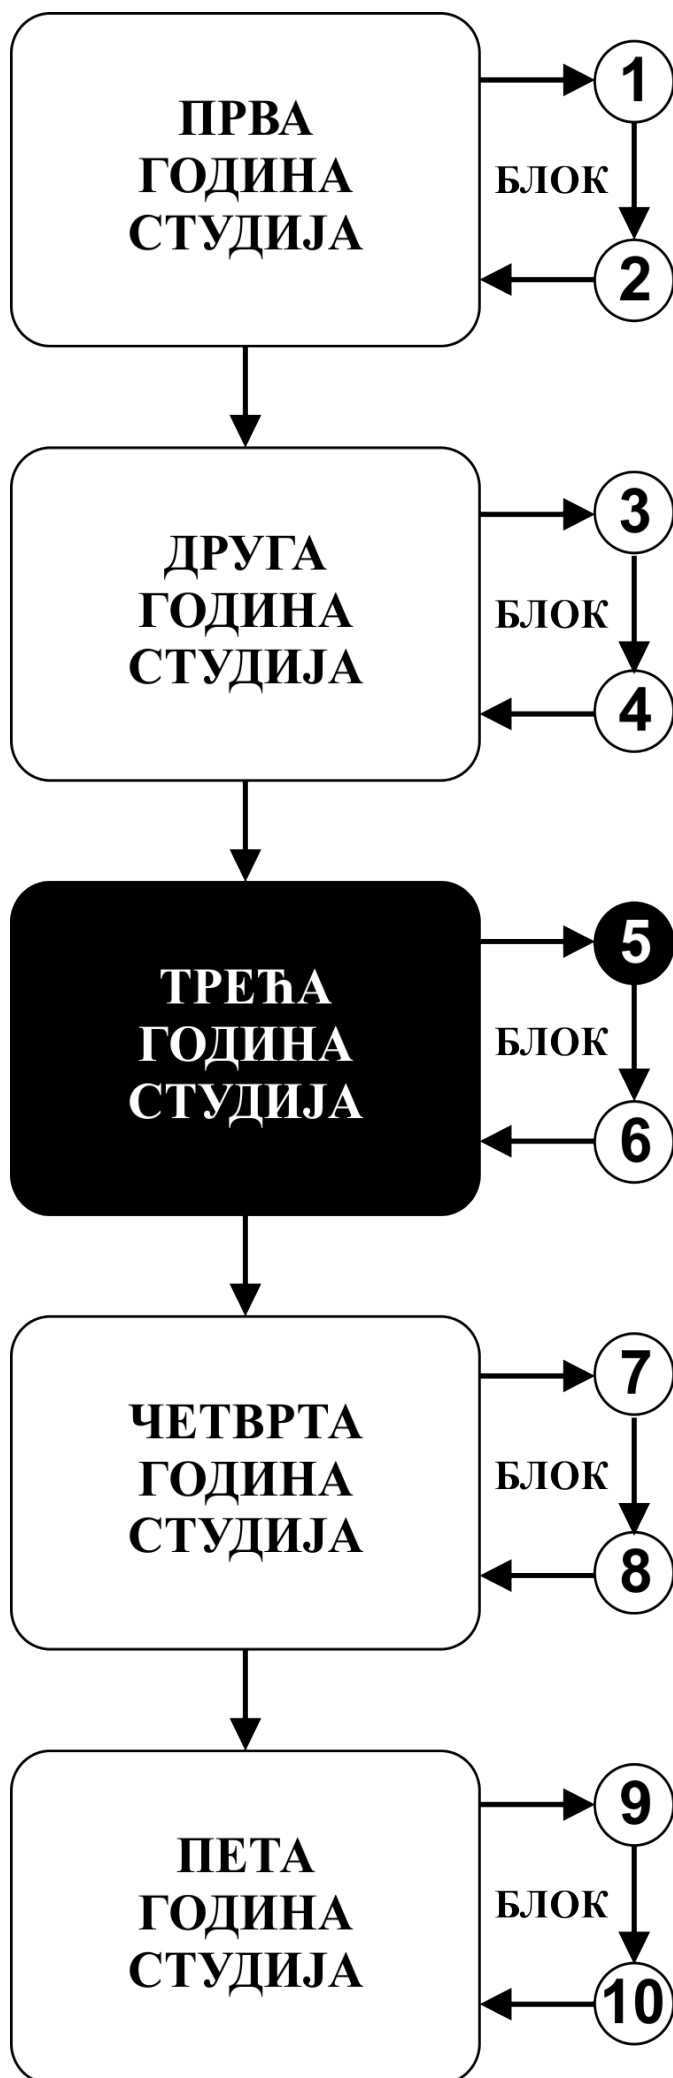 ПРВА
ГОДИНА
СТУДИЈА
1
БЛОК
2
ДРУГА
ГОДИНА
СТУДИЈА
3
БЛОК
4
ТРЕЋА
ГОДИНА
СТУДИЈА
5
БЛОК
6
ЧЕТВРТА
ГОДИНА
СТУДИЈА
7
БЛОК
8
ПЕТА
ГОДИНА
СТУДИЈА
9
БЛОК
10